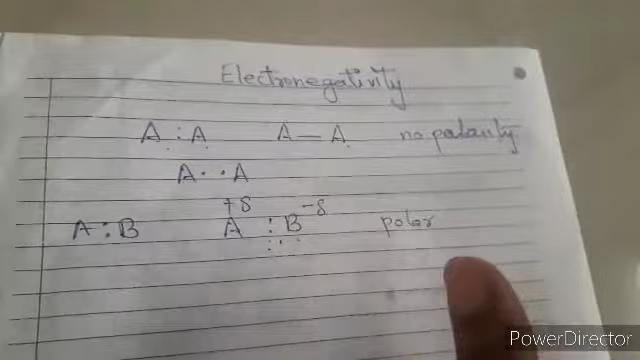 Electronegativity
A : A A — A no polarity
A · · A
+δ -δ
A : B A : B polar
PowerDirector